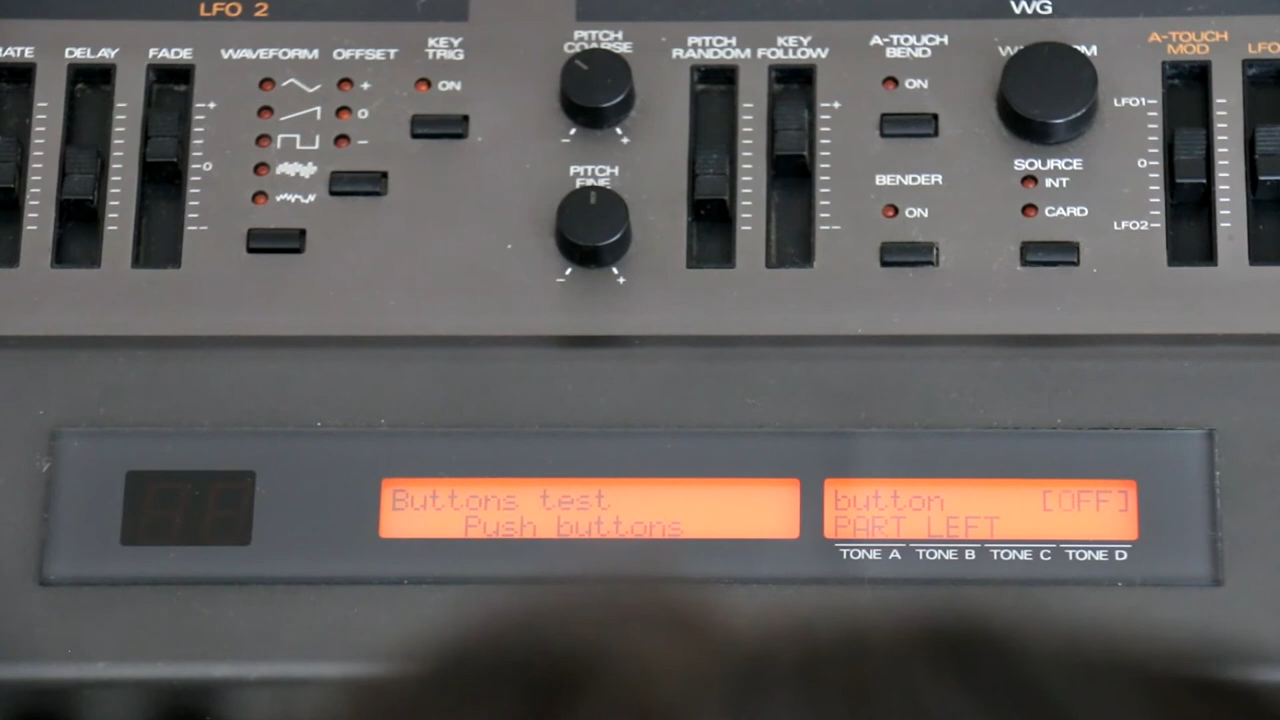 LFO 2
WG
DELAY
FADE
WAVEFORM
OFFSET
KEY
TRIG
PITCH
COARSE
PITCH
RANDOM
KEY
FOLLOW
A-TOUCH
BEND
A-TOUCH
MOD
LFO
+
0
-
+
0
-
ON
- +
PITCH
FINE
- +
+
-
ON
BENDER
ON
SOURCE
INT
CARD
LFO1
0
LFO2
Buttons test
Push buttons
button [OFF]
PART LEFT
TONE A TONE B TONE C TONE D